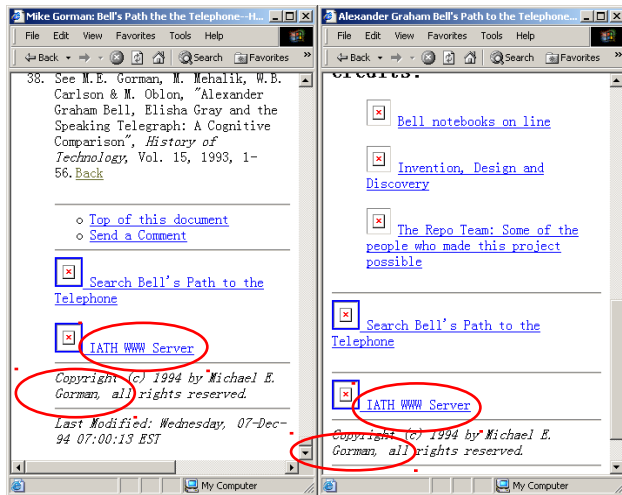 Mike Gorman: Bell's Path the the Telephone--H...
File Edit View Favorites Tools Help
Back Search Favorites »
38. See M.E. Gorman, M. Mehalik, W.B.
Carlson & M. Oblon, "Alexander
Graham Bell, Elisha Gray and the
Speaking Telegraph: A Cognitive
Comparison", History of
Technology, Vol. 15, 1993, 1-
56. Back
Top of this document
Send a Comment
Search Bell's Path to the
Telephone
IATH WWW Server
Copyright (c) 1994 by Michael E.
Gorman, all rights reserved.
Last Modified: Wednesday, 07-Dec-
94 07:00:13 EST
My Computer
Alexander Graham Bell's Path to the Telephone...
File Edit View Favorites Tools Help
Back Search Favorites »
Credits:
Bell notebooks on line
Invention, Design and
Discovery
The Repo Team: Some of the
people who made this project
possible
Search Bell's Path to the
Telephone
IATH WWW Server
Copyright (c) 1994 by Michael E.
Gorman, all rights reserved.
My Computer